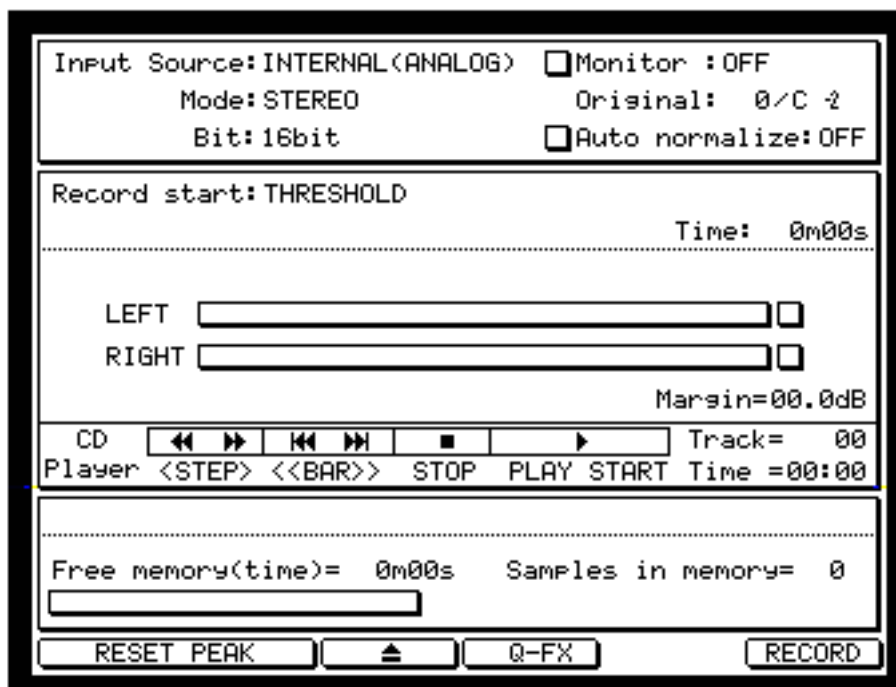 Input Source:INTERNAL(ANALOG) Monitor :OFF
Mode:STEREO Original: 0/C -2
Bit:16bit Auto normalize:OFF
Record start:THRESHOLD
Time: 0m00s
LEFT
RIGHT
Margin=00.0dB
CD Track= 00
Player <STEP> <<BAR>> STOP PLAY START Time =00:00
Free memory(time)= 0m00s Samples in memory= 0
RESET PEAK Q-FX RECORD